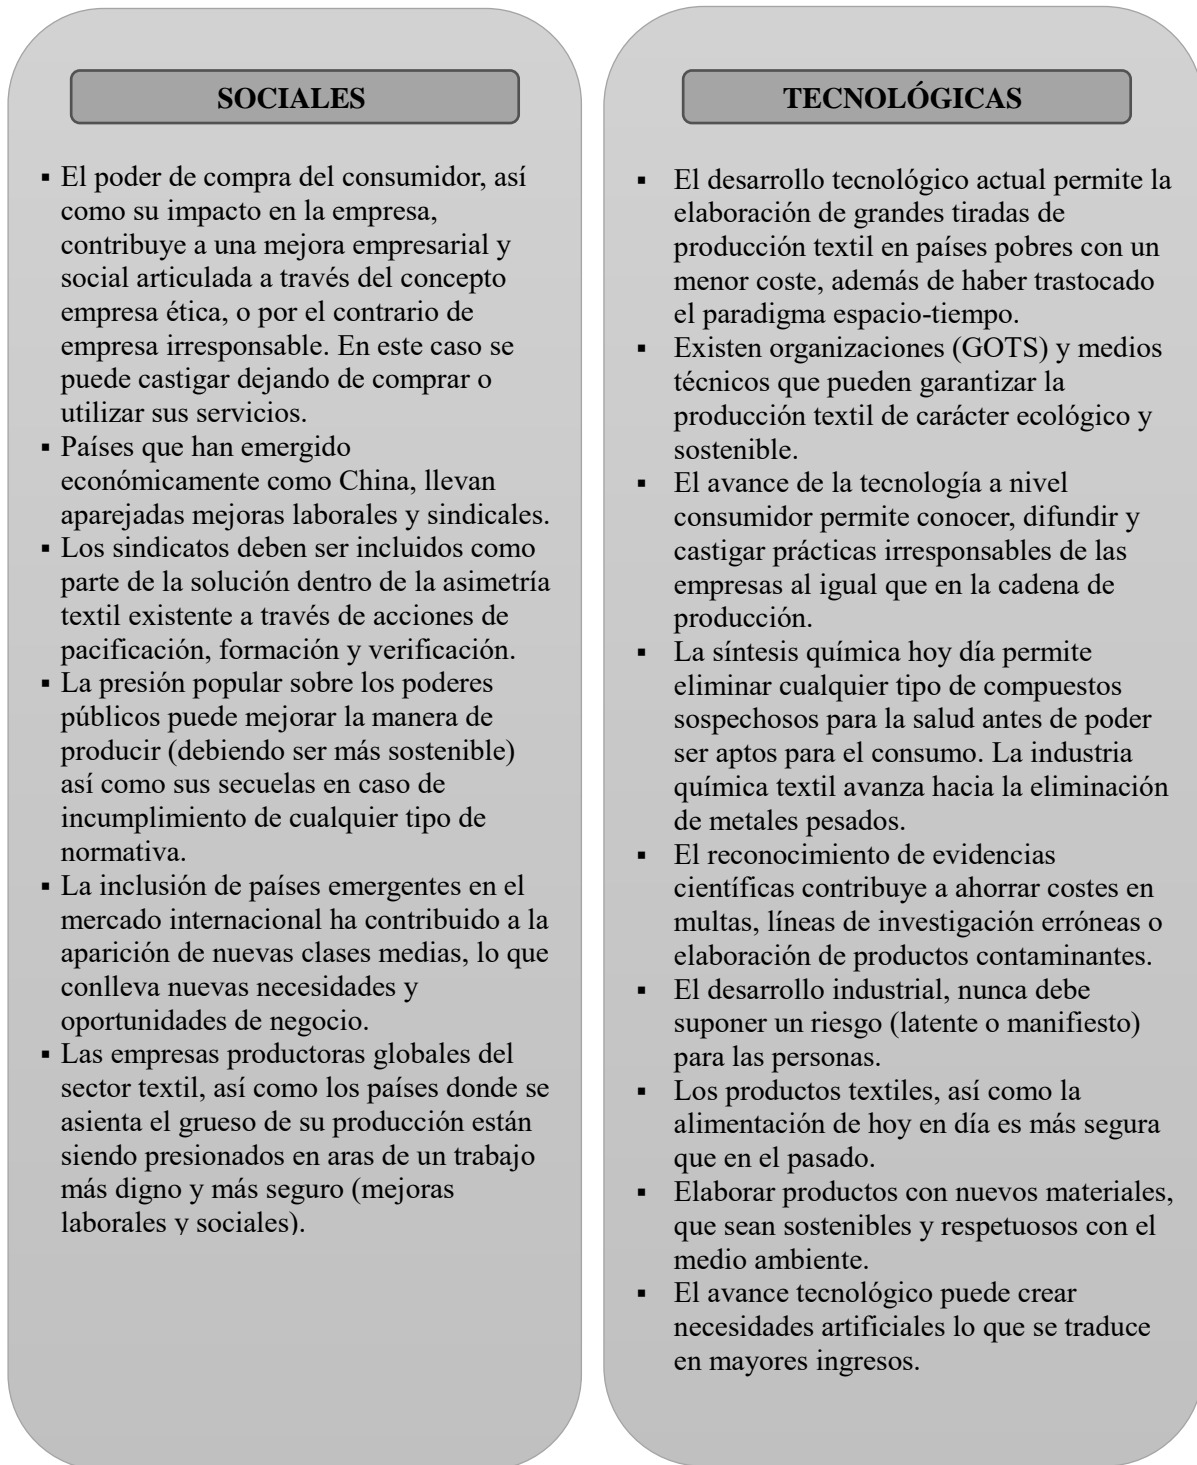 SOCIALES
▪ El poder de compra del consumidor, así
como su impacto en la empresa,
contribuye a una mejora empresarial y
social articulada a través del concepto
empresa ética, o por el contrario de
empresa irresponsable. En este caso se
puede castigar dejando de comprar o
utilizar sus servicios.
▪ Países que han emergido
económicamente como China, llevan
aparejadas mejoras laborales y sindicales.
▪ Los sindicatos deben ser incluidos como
parte de la solución dentro de la asimetría
textil existente a través de acciones de
pacificación, formación y verificación.
▪ La presión popular sobre los poderes
públicos puede mejorar la manera de
producir (debiendo ser más sostenible)
así como sus secuelas en caso de
incumplimiento de cualquier tipo de
normativa.
▪ La inclusión de países emergentes en el
mercado internacional ha contribuido a la
aparición de nuevas clases medias, lo que
conlleva nuevas necesidades y
oportunidades de negocio.
▪ Las empresas productoras globales del
sector textil, así como los países donde se
asienta el grueso de su producción están
siendo presionados en aras de un trabajo
más digno y más seguro (mejoras
laborales y sociales).
TECNOLÓGICAS
▪ El desarrollo tecnológico actual permite la
elaboración de grandes tiradas de
producción textil en países pobres con un
menor coste, además de haber trastocado
el paradigma espacio-tiempo.
▪ Existen organizaciones (GOTS) y medios
técnicos que pueden garantizar la
producción textil de carácter ecológico y
sostenible.
▪ El avance de la tecnología a nivel
consumidor permite conocer, difundir y
castigar prácticas irresponsables de las
empresas al igual que en la cadena de
producción.
▪ La síntesis química hoy día permite
eliminar cualquier tipo de compuestos
sospechosos para la salud antes de poder
ser aptos para el consumo. La industria
química textil avanza hacia la eliminación
de metales pesados.
▪ El reconocimiento de evidencias
científicas contribuye a ahorrar costes en
multas, líneas de investigación erróneas o
elaboración de productos contaminantes.
▪ El desarrollo industrial, nunca debe
suponer un riesgo (latente o manifiesto)
para las personas.
▪ Los productos textiles, así como la
alimentación de hoy en día es más segura
que en el pasado.
▪ Elaborar productos con nuevos materiales,
que sean sostenibles y respetuosos con el
medio ambiente.
▪ El avance tecnológico puede crear
necesidades artificiales lo que se traduce
en mayores ingresos.